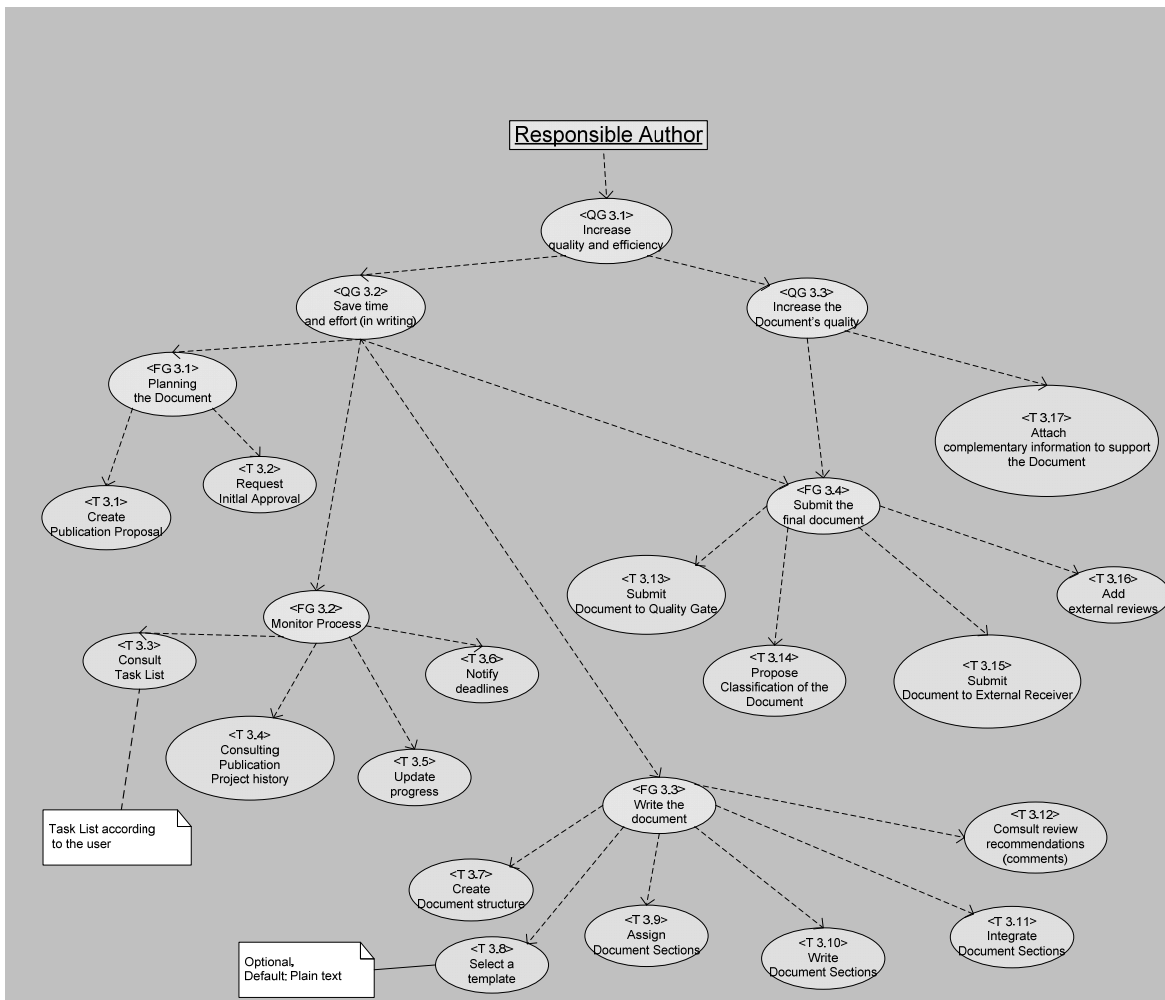 Responsible Author
<QG 3.1>
Increase
quality and efficiency
<QG 3.2>
Save time
and effort (in writing)
<QG 3.3>
Increase the
Document's quality
<FG 3.1>
Planning
the Document
<T 3.17>
Attach
complementary information to support
the Document
<T 3.2>
Request
Initial Approval
<T 3.1>
Create
Publication Proposal
<FG 3.4>
Submit the
final document
<T 3.13>
Submit
Document to Quality Gate
<T 3.16>
Add
external reviews
<FG 3.2>
Monitor Process
<T 3.3>
Consult
Task List
<T 3.6>
Notify
deadlines
<T 3.14>
Propose
Classification of the
Document
<T 3.15>
Submit
Document to External Receiver
<T 3.4>
Consulting
Publication
Project history
<T 3.5>
Update
progress
<FG 3.3>
Write the
document
Task List according
to the user
<T 3.12>
Comsult review
recommendations
(comments)
<T 3.7>
Create
Document structure
<T 3.9>
Assign
Document Sections
<T 3.11>
Integrate
Document Sections
<T 3.10>
Write
Document Sections
<T 3.8>
Select a
template
Optional,
Default: Plain text